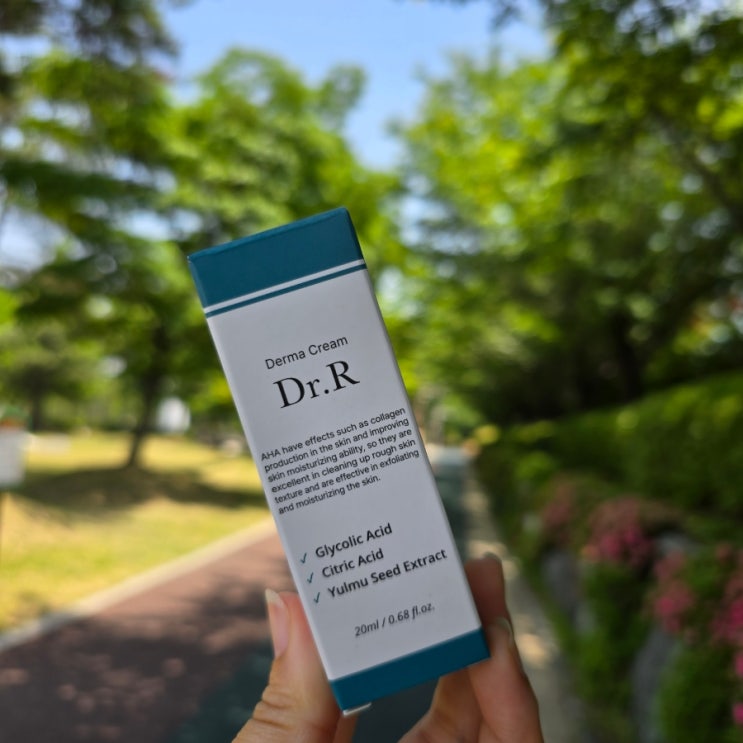 Derma Cream
Dr.R
AHA have effects such as collagen
production in the skin and improving
skin moisturizing ability, so they are
excellent in cleaning up rough skin
texture and are effective in exfoliating
and moisturizing the skin.
✓ Glycolic Acid
✓ Citric Acid
✓ Yulmu Seed Extract
20ml / 0.68 fl.oz.